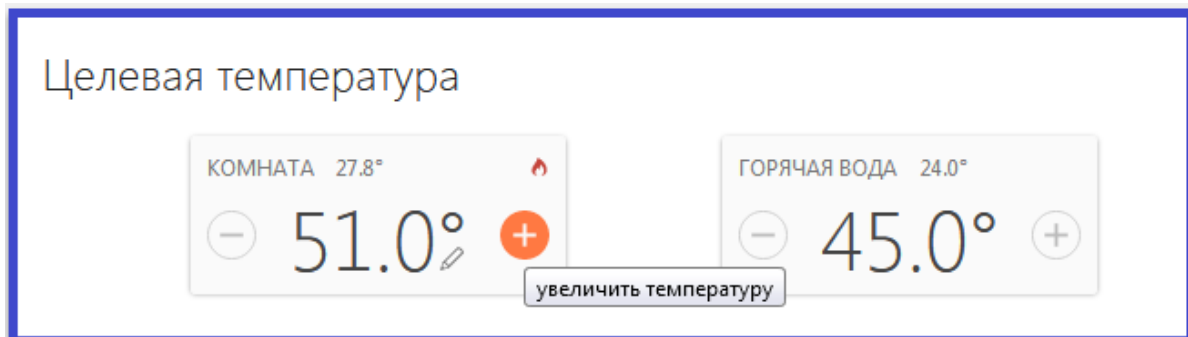 Целевая температура
КОМНАТА 27.8°
51.0°
увеличить температуру
ГОРЯЧАЯ ВОДА 24.0°
45.0°